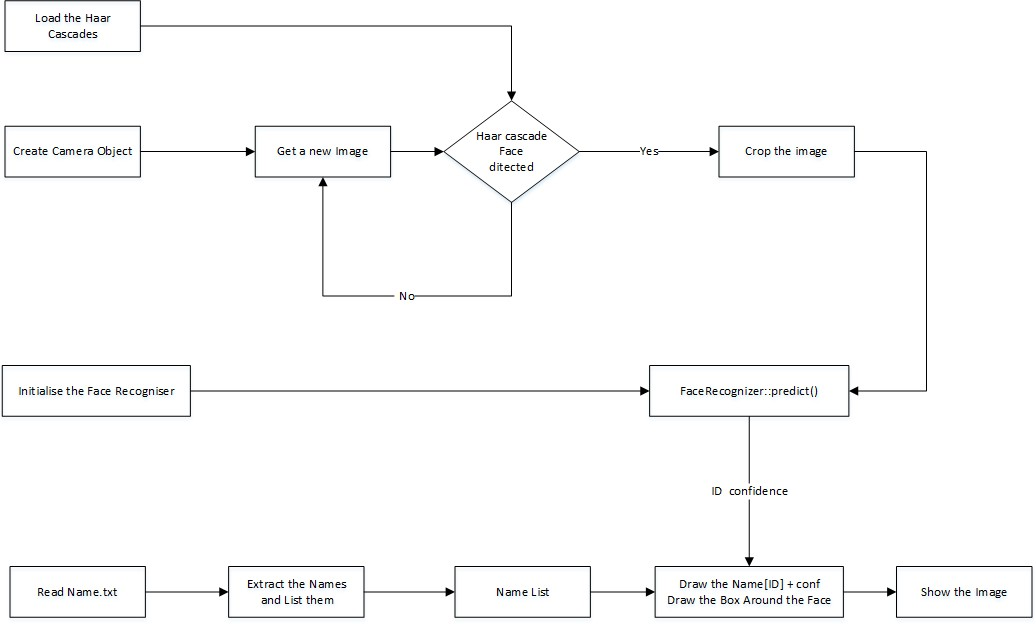 Load the Haar
Cascades
Create Camera Object
Get a new Image
Haar cascade
Face
ditected
Yes
Crop the image
No
Initialise the Face Recogniser
FaceRecognizer::predict()
ID  confidence
Read Name.txt
Extract the Names
and List them
Name List
Draw the Name[ID] + conf
Draw the Box Around the Face
Show the Image